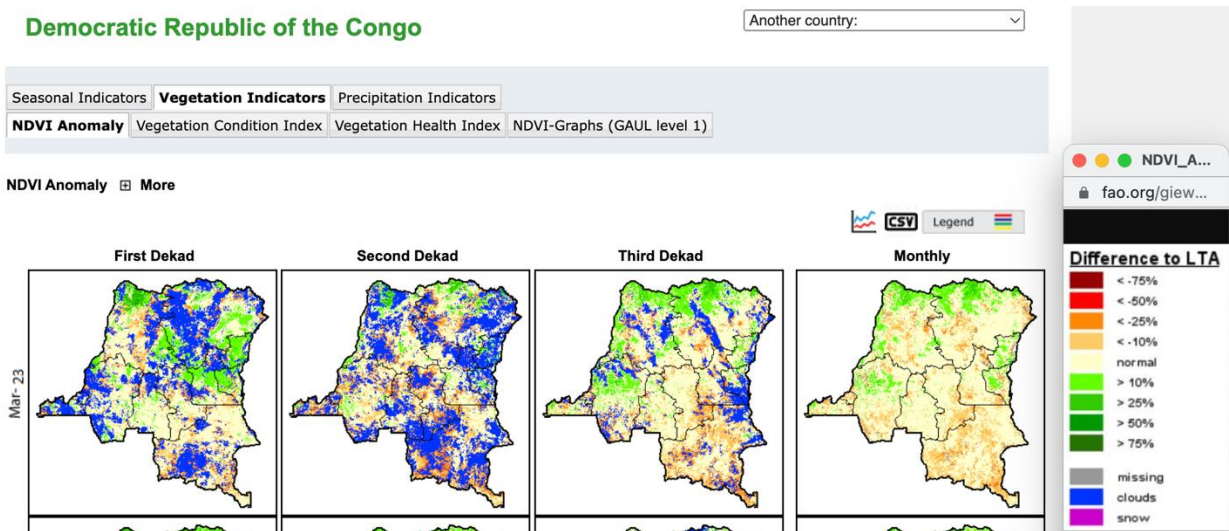 Democratic Republic of the Congo
Another country:
Seasonal Indicators Vegetation Indicators Precipitation Indicators
NDVI Anomaly Vegetation Condition Index Vegetation Health Index NDVI-Graphs (GAUL level 1)
NDVI Anomaly More
CSV Legend
First Dekad Second Dekad Third Dekad Monthly
Mar- 23
NDVI_A...
fao.org/giew...
Difference to LTA
< -75%
< -50%
< -25%
< -10%
normal
> 10%
> 25%
> 50%
> 75%
missing
clouds
snow